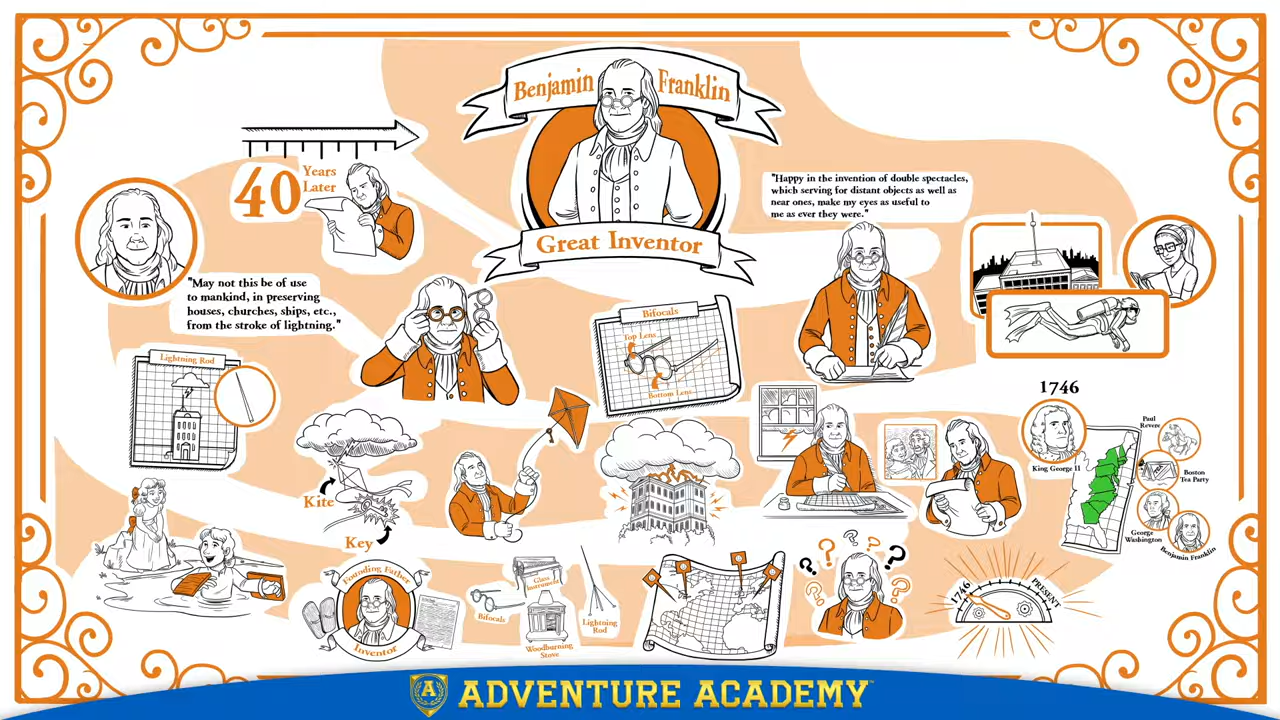 Benjamin Franklin
Great Inventor
40
Years
Later
"Happy in the invention of double spectacles,
which serving for distant objects as well as
near ones, make my eyes as useful to
me as ever they were."
"May not this be of use
to mankind, in preserving
houses, churches, ships, etc.,
from the stroke of lightning."
Bifocals
Top Lens
Bottom Lens
Lightning Rod
1746
King George II
Paul
Revere
Boston
Tea Party
George
Washington
Benjamin Franklin
Kite
Key
Founding Father
Inventor
Glass
Instrument
Bifocals
Woodburning
Stove
Lightning
Rod
1746
PRESENT
A
ADVENTURE ACADEMY™